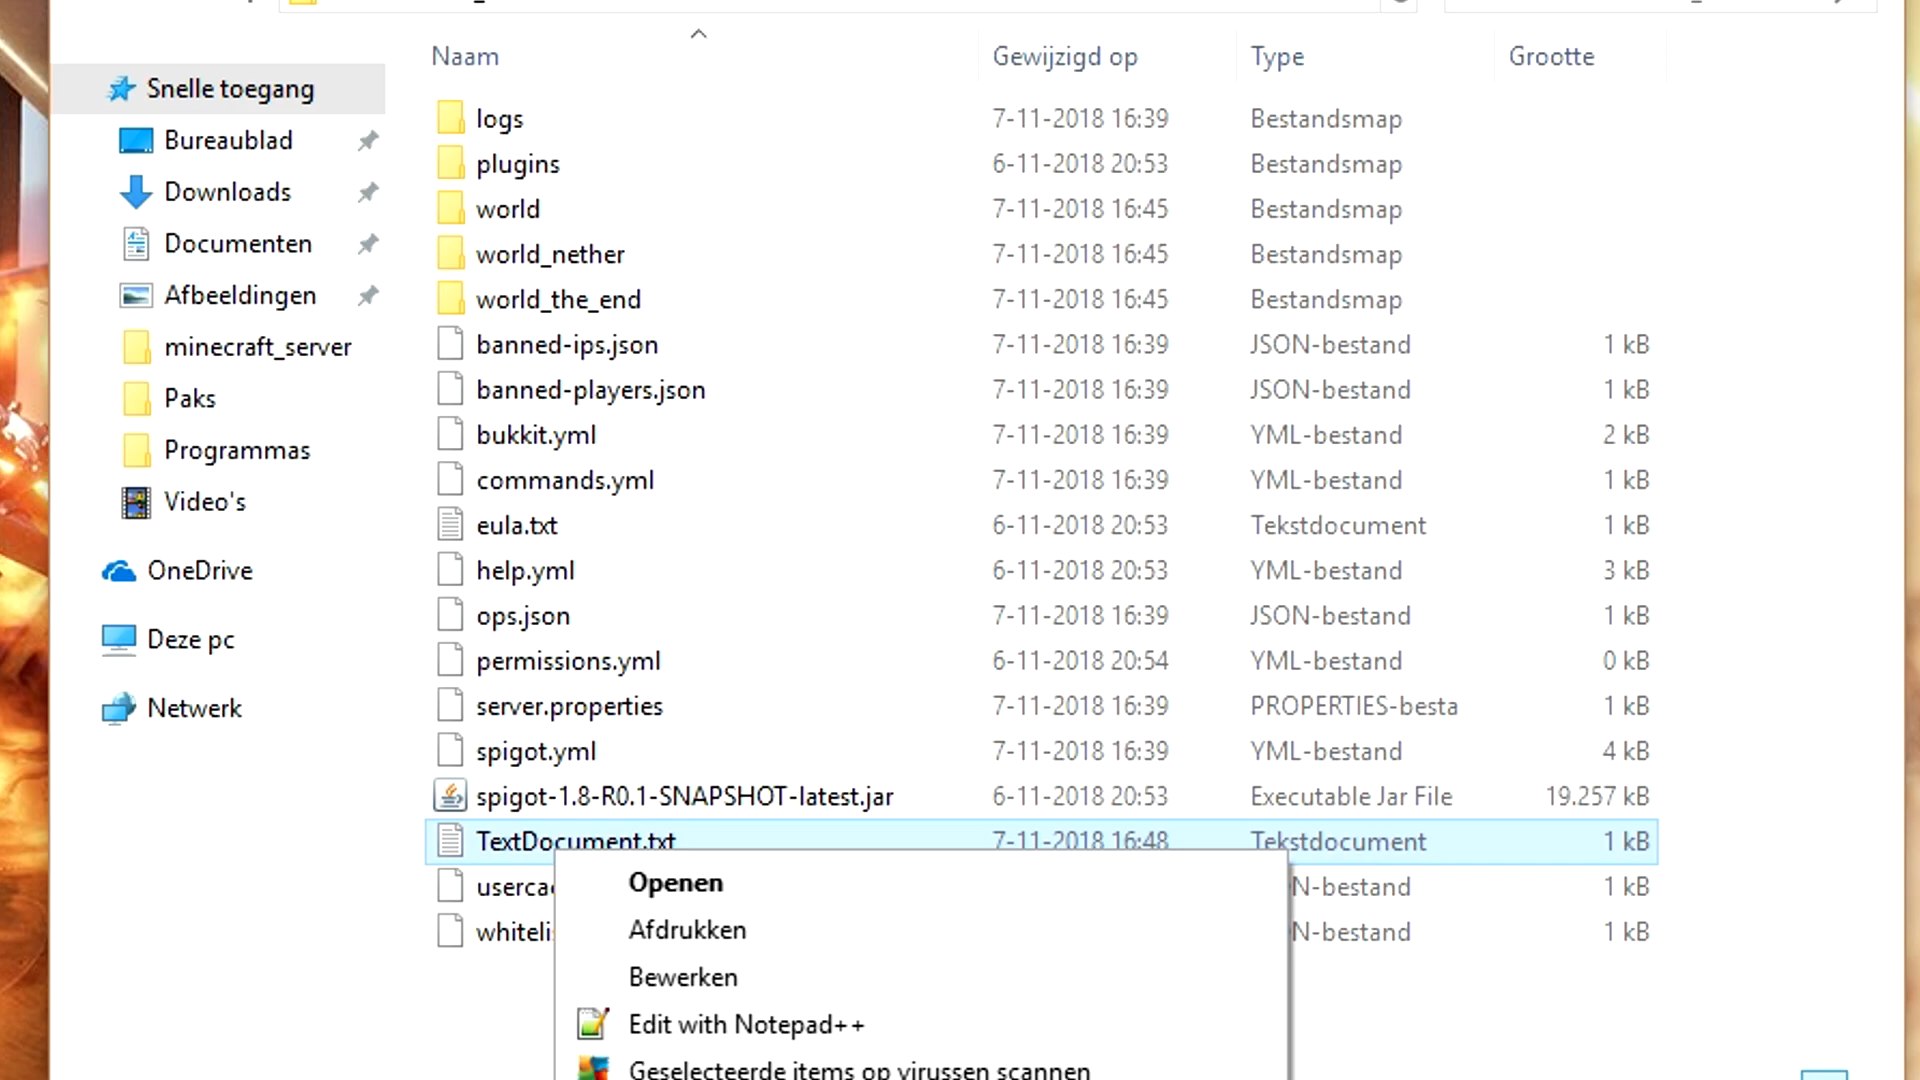 Naam Gewijzigd op Type Grootte
Snelle toegang
Bureaublad
Downloads
Documenten
Afbeeldingen
minecraft_server
Paks
Programmas
Video's
OneDrive
Deze pc
Netwerk
logs 7-11-2018 16:39 Bestandsmap
plugins 6-11-2018 20:53 Bestandsmap
world 7-11-2018 16:45 Bestandsmap
world_nether 7-11-2018 16:45 Bestandsmap
world_the_end 7-11-2018 16:45 Bestandsmap
banned-ips.json 7-11-2018 16:39 JSON-bestand 1 kB
banned-players.json 7-11-2018 16:39 JSON-bestand 1 kB
bukkit.yml 7-11-2018 16:39 YML-bestand 2 kB
commands.yml 7-11-2018 16:39 YML-bestand 1 kB
eula.txt 6-11-2018 20:53 Tekstdocument 1 kB
help.yml 6-11-2018 20:53 YML-bestand 3 kB
ops.json 7-11-2018 16:39 JSON-bestand 1 kB
permissions.yml 6-11-2018 20:54 YML-bestand 0 kB
server.properties 7-11-2018 16:39 PROPERTIES-besta 1 kB
spigot.yml 7-11-2018 16:39 YML-bestand 4 kB
spigot-1.8-R0.1-SNAPSHOT-latest.jar 6-11-2018 20:53 Executable Jar File 19.257 kB
TextDocument.txt 7-11-2018 16:48 Tekstdocument 1 kB
userca N-bestand 1 kB
whiteli N-bestand 1 kB
Openen
Afdrukken
Bewerken
Edit with Notepad++
Geselecteerde items op virussen scannen